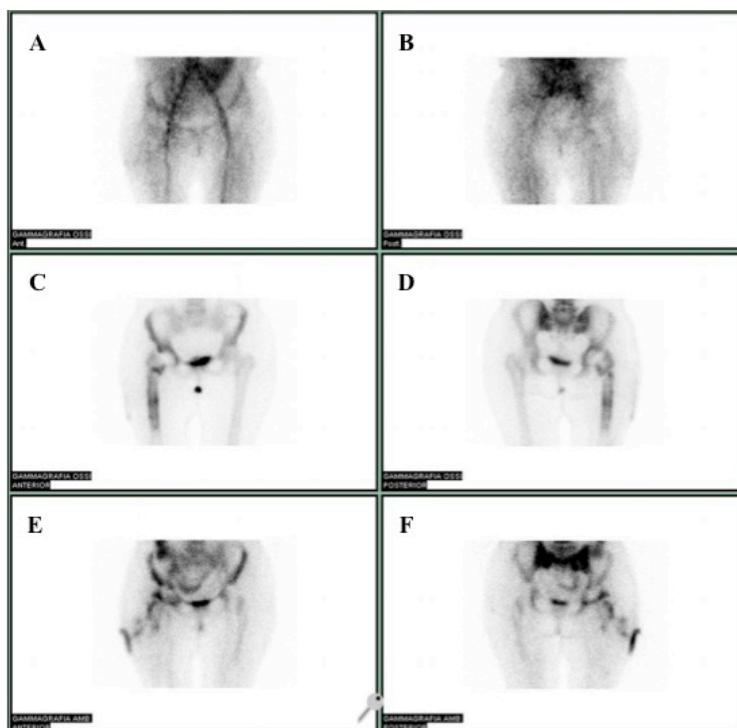 A
B
GAMMAGRAFIA OSSI
Ant.
GAMMAGRAFIA OSSI
Post.
C
D
GAMMAGRAFIA OSSI
ANTERIOR
GAMMAGRAFIA OSSI
POSTERIOR
E
F
GAMMAGRAFIA AMB
ANTERIOR
GAMMAGRAFIA AMB
POSTERIOR